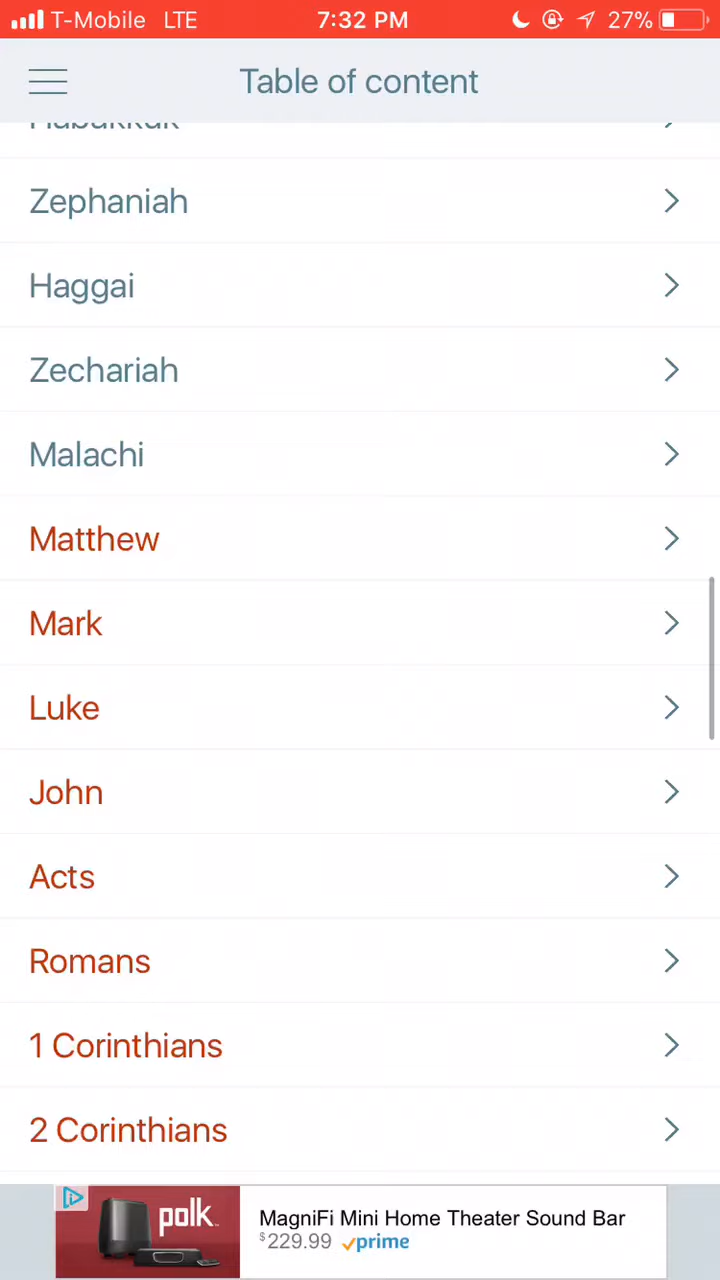 T-Mobile LTE 7:32 PM 27%
Table of content
Habakkuk
Zephaniah
Haggai
Zechariah
Malachi
Matthew
Mark
Luke
John
Acts
Romans
1 Corinthians
2 Corinthians
polk
MagniFi Mini Home Theater Sound Bar
$229.99 prime